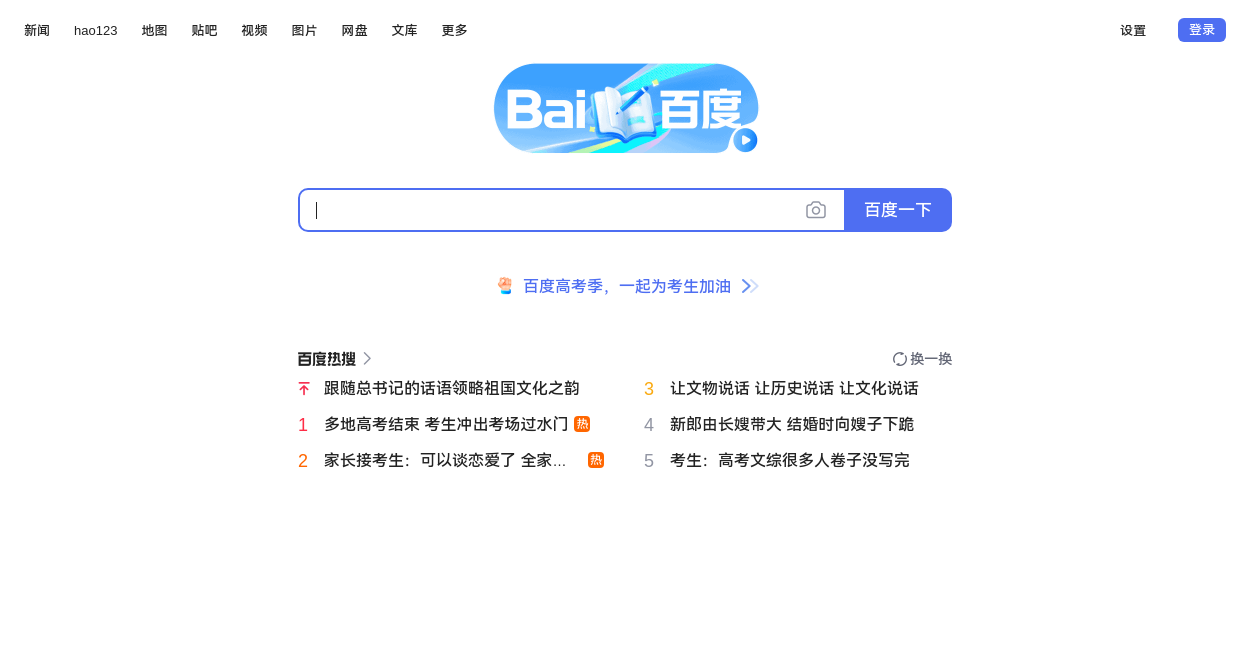 新闻 hao123 地图 贴吧 视频 图片 网盘 文库 更多 设置 登录
Bai 百度
百度一下
百度高考季，一起为考生加油
百度热搜 换一换
跟随总书记的话语领略祖国文化之韵
1 多地高考结束 考生冲出考场过水门 热
2 家长接考生：可以谈恋爱了 全家... 热
3 让文物说话 让历史说话 让文化说话
4 新郎由长嫂带大 结婚时向嫂子下跪
5 考生：高考文综很多人卷子没写完